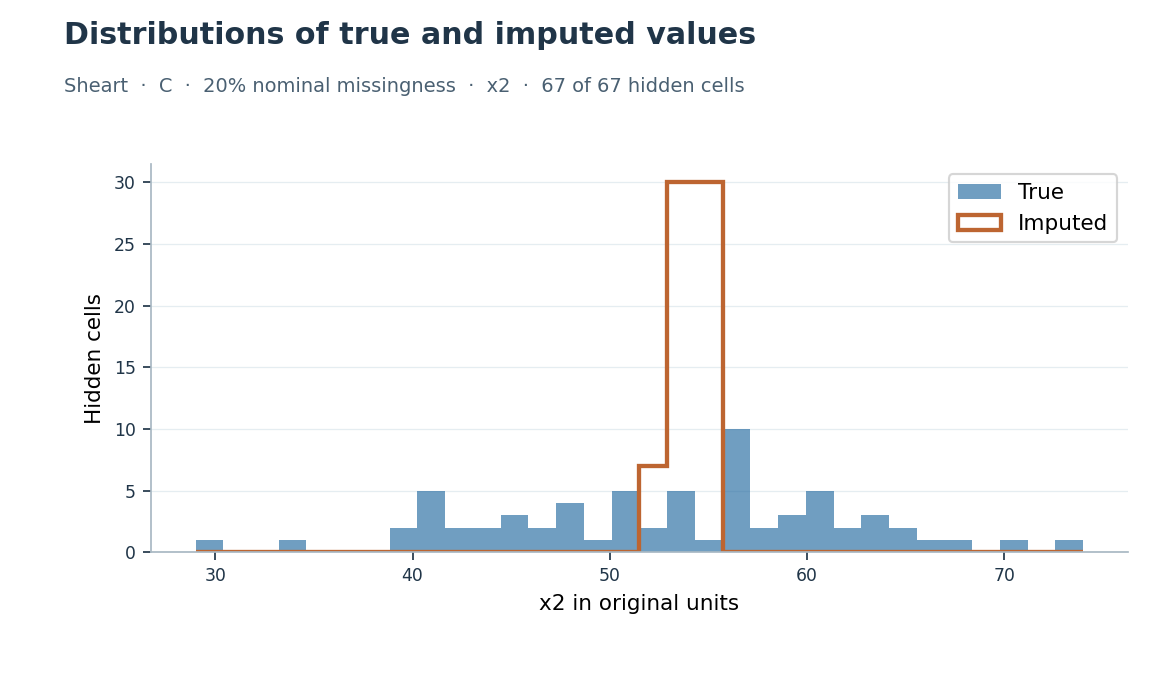 Distributions of true and imputed values
Sheart · C · 20% nominal missingness · x2 · 67 of 67 hidden cells
True
Imputed
Hidden cells
30
25
20
15
10
5
0
30 40 50 60 70
x2 in original units